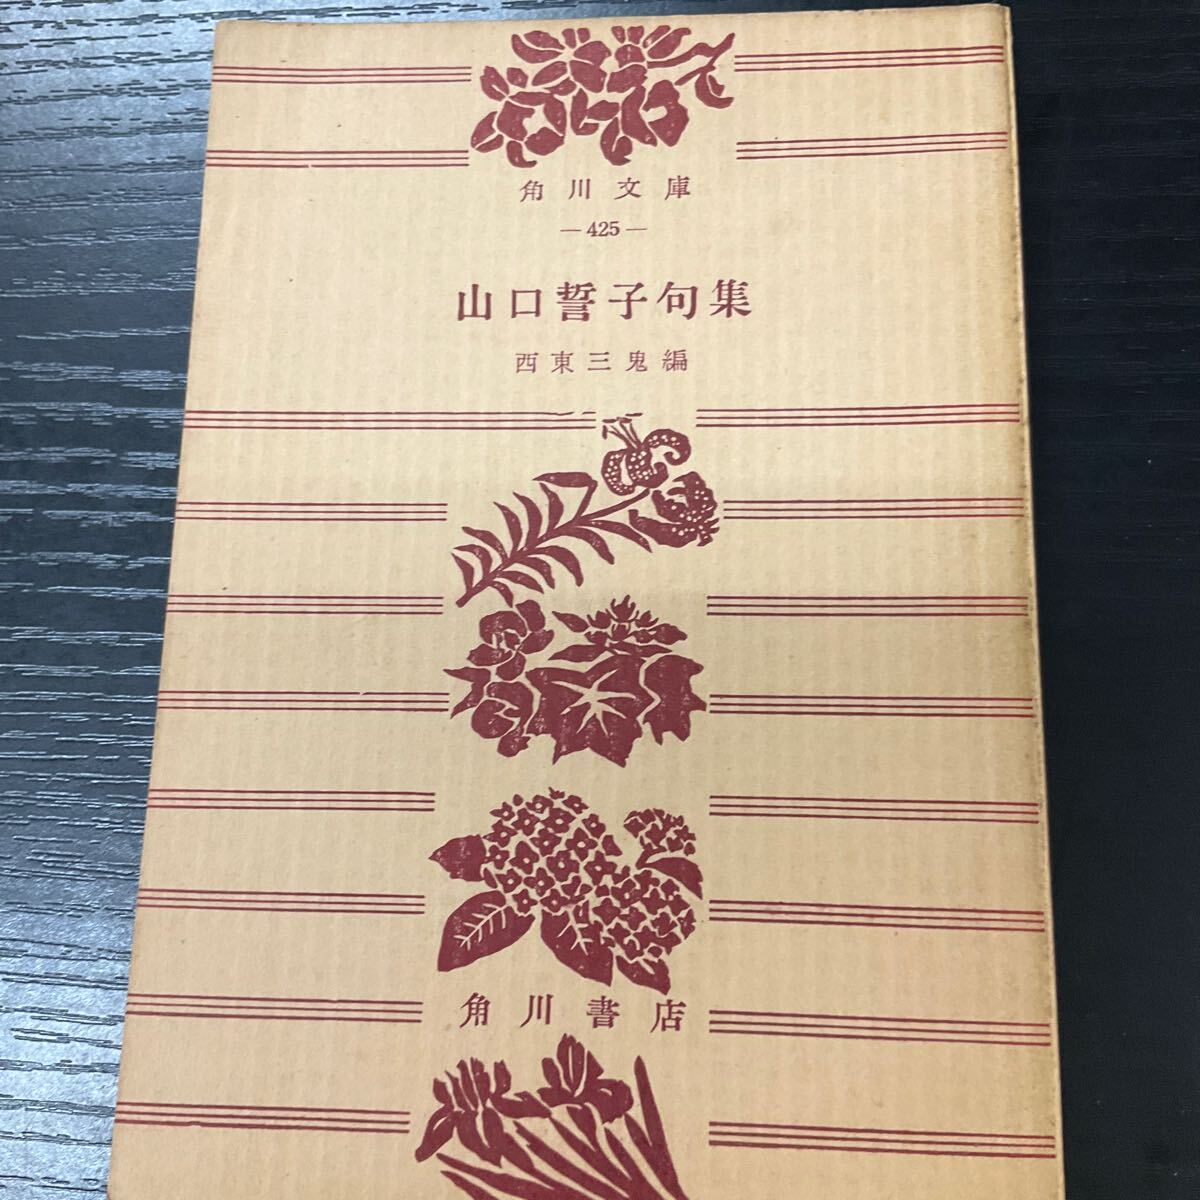 角川文庫
—425—
山口誓子句集
西東三鬼編
角川書店